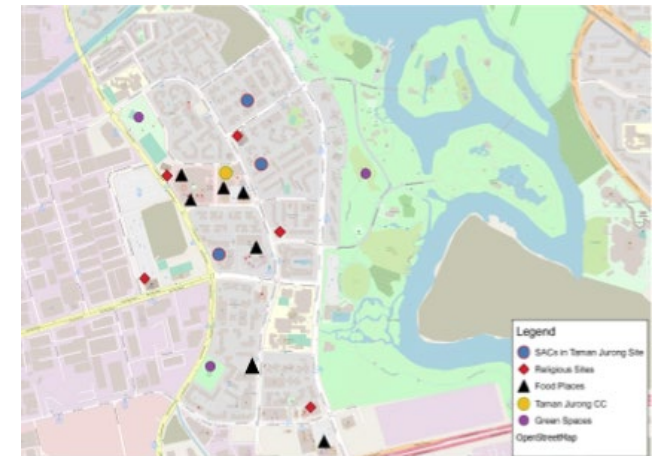 Legend
SACs in Taman Jurong Site
Religious Sites
Food Places
Taman Jurong CC
Green Spaces
OpenStreetMap